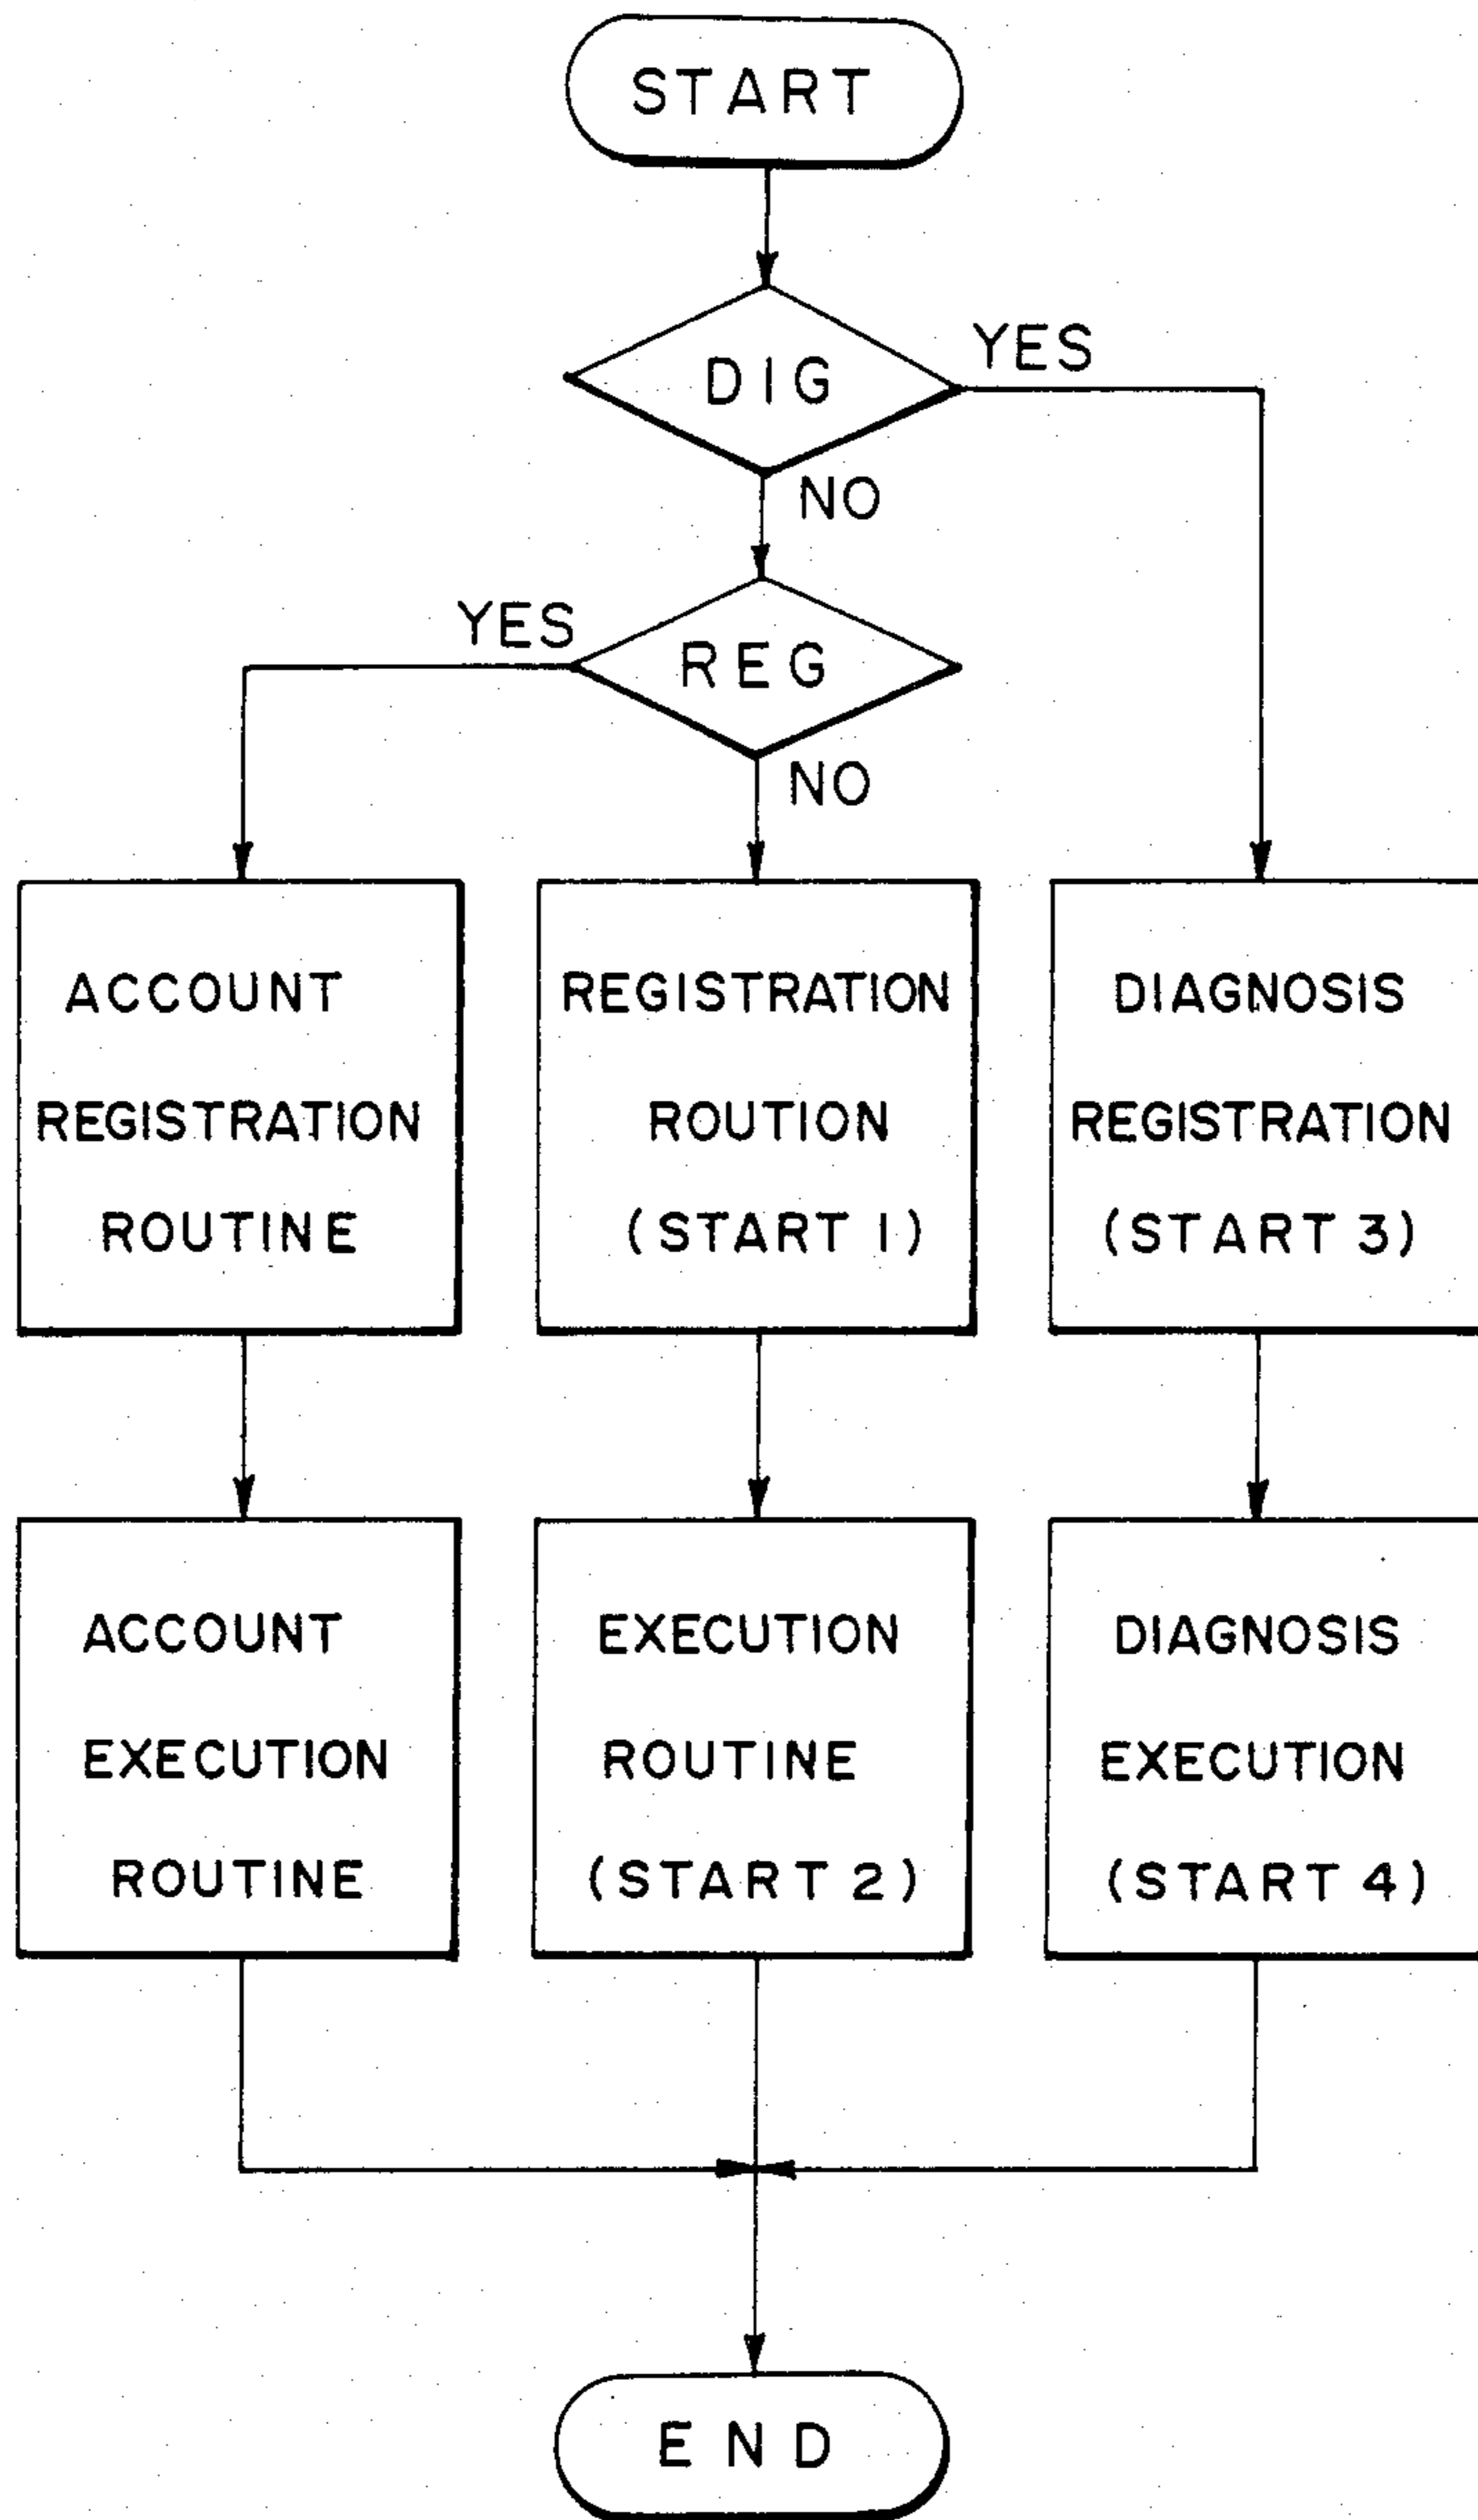 START
DIG
YES
NO
YES
REG
NO
ACCOUNT
REGISTRATION
ROUTINE
REGISTRATION
ROUTION
(START 1)
DIAGNOSIS
REGISTRATION
(START 3)
ACCOUNT
EXECUTION
ROUTINE
EXECUTION
ROUTINE
(START 2)
DIAGNOSIS
EXECUTION
(START 4)
END